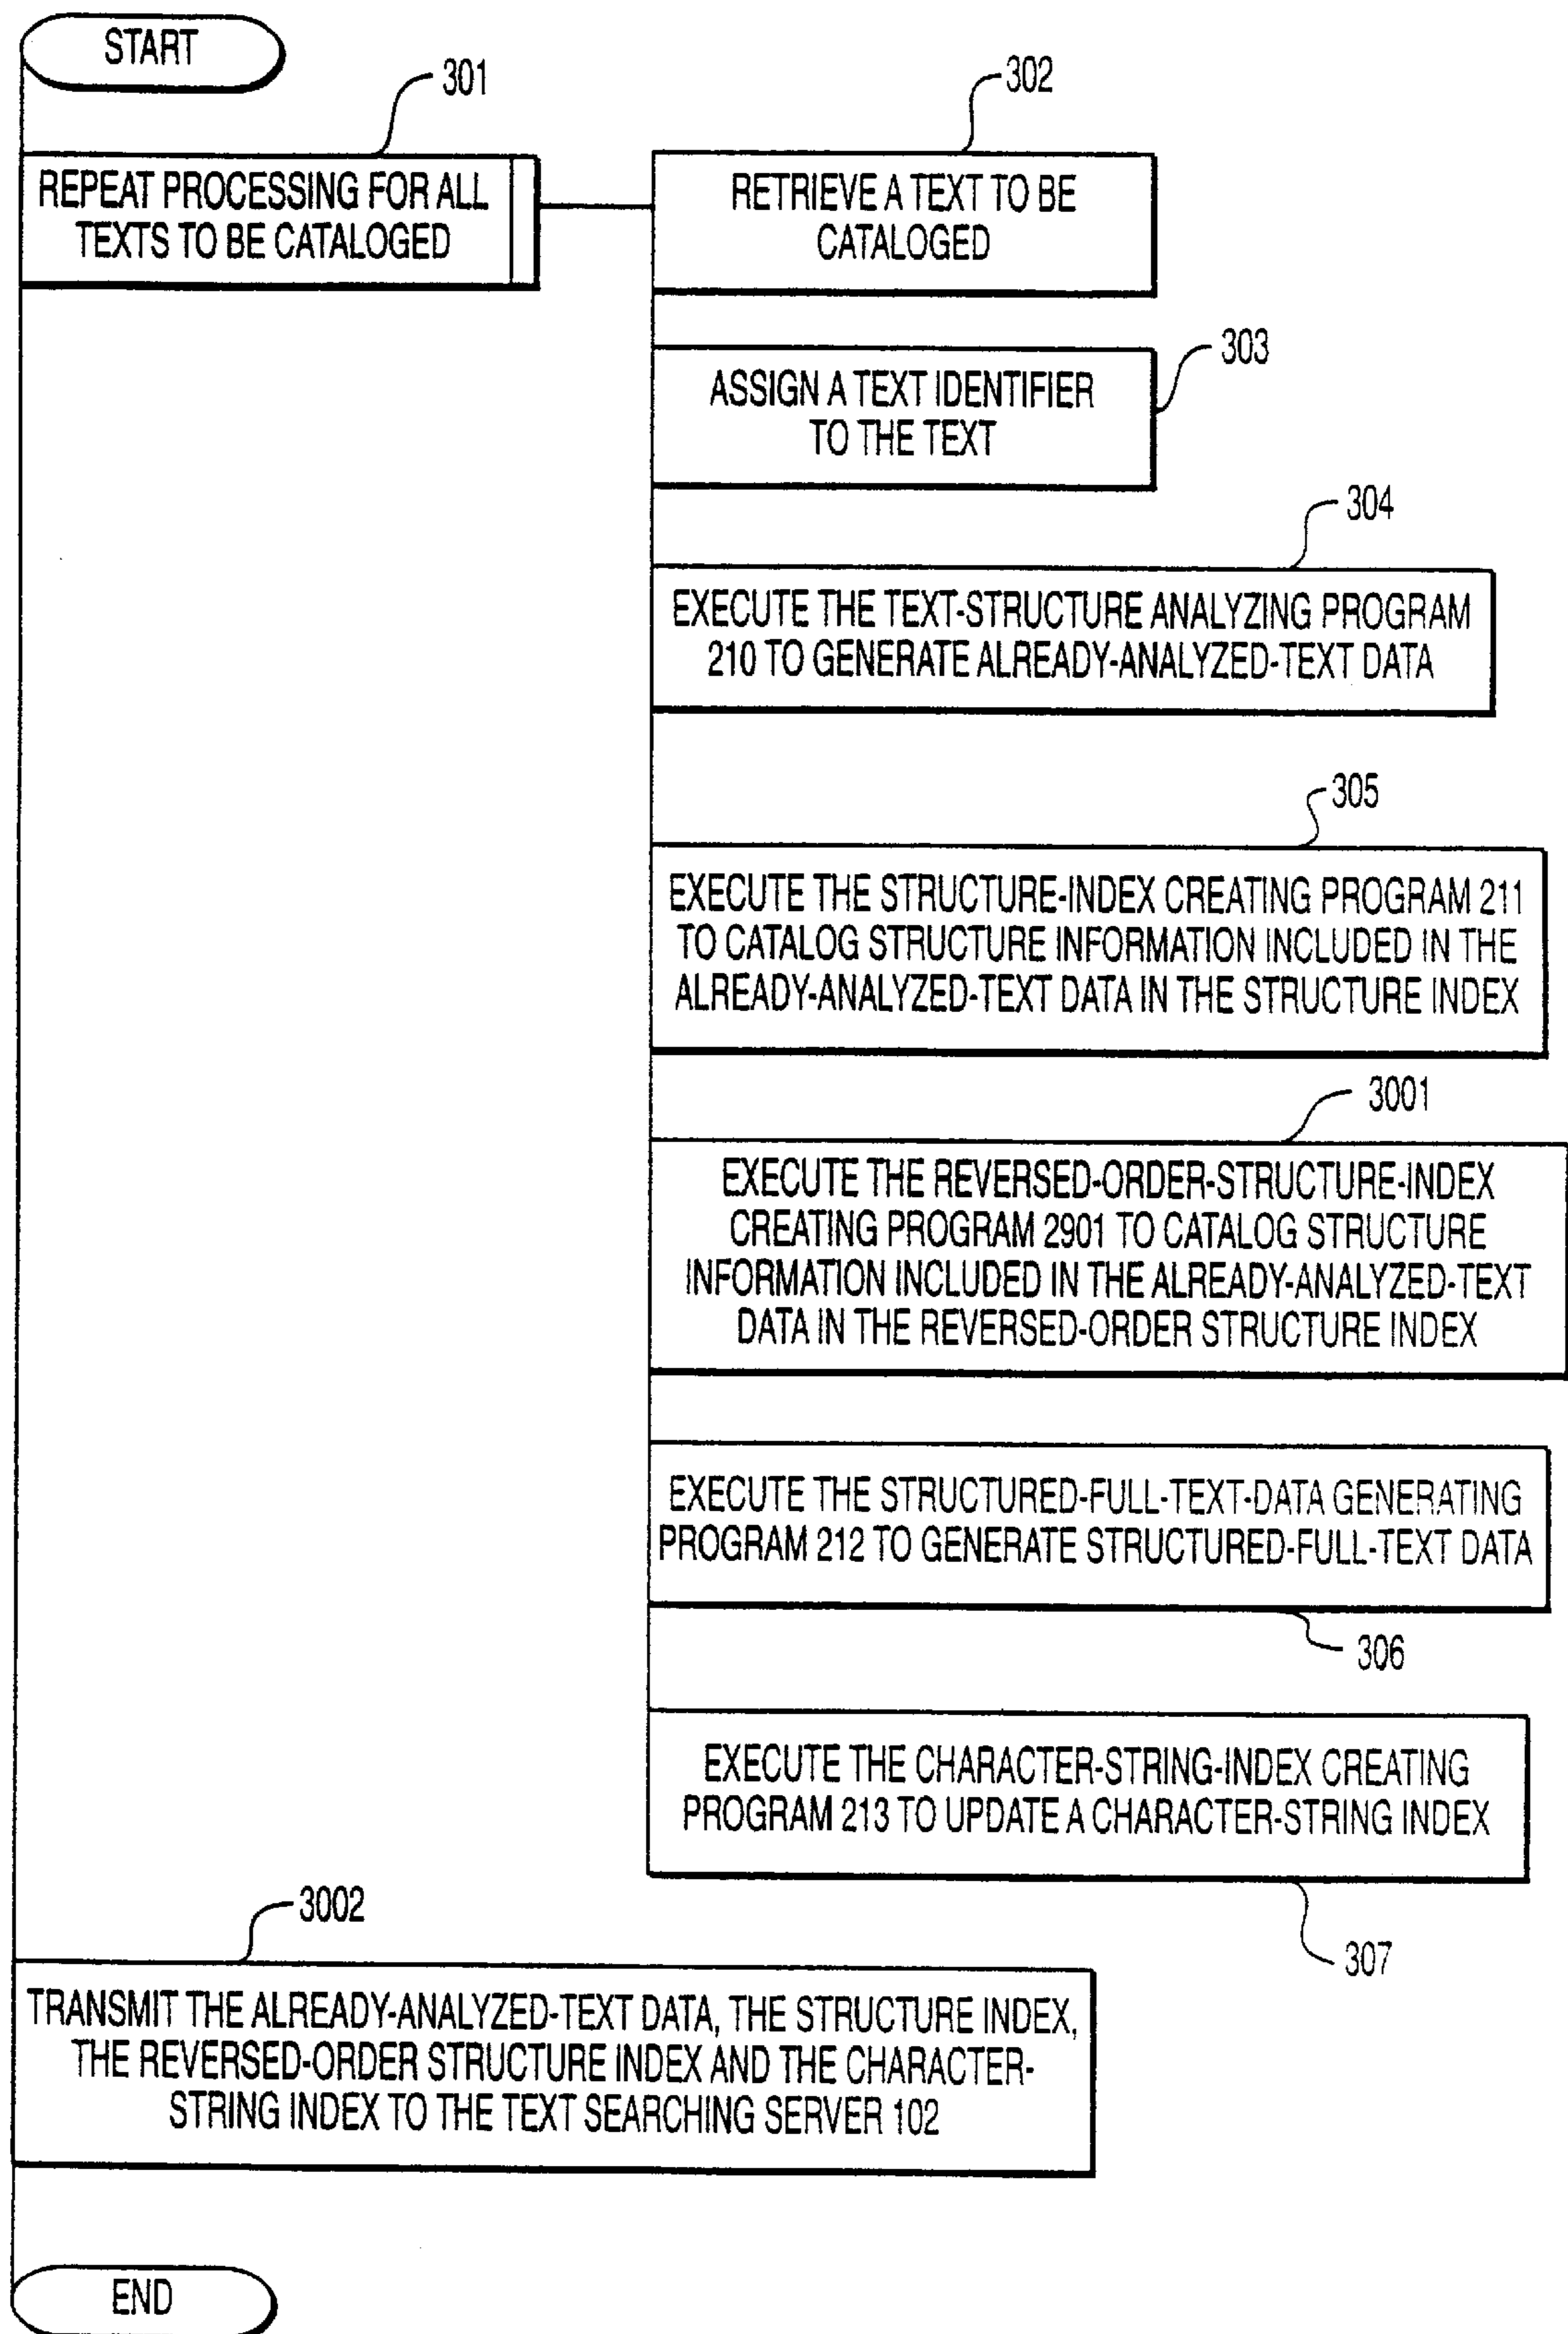 START
301
REPEAT PROCESSING FOR ALL
TEXTS TO BE CATALOGED
302
RETRIEVE A TEXT TO BE
CATALOGED
303
ASSIGN A TEXT IDENTIFIER
TO THE TEXT
304
EXECUTE THE TEXT-STRUCTURE ANALYZING PROGRAM
210 TO GENERATE ALREADY-ANALYZED-TEXT DATA
305
EXECUTE THE STRUCTURE-INDEX CREATING PROGRAM 211
TO CATALOG STRUCTURE INFORMATION INCLUDED IN THE
ALREADY-ANALYZED-TEXT DATA IN THE STRUCTURE INDEX
3001
EXECUTE THE REVERSED-ORDER-STRUCTURE-INDEX
CREATING PROGRAM 2901 TO CATALOG STRUCTURE
INFORMATION INCLUDED IN THE ALREADY-ANALYZED-TEXT
DATA IN THE REVERSED-ORDER STRUCTURE INDEX
EXECUTE THE STRUCTURED-FULL-TEXT-DATA GENERATING
PROGRAM 212 TO GENERATE STRUCTURED-FULL-TEXT DATA
306
EXECUTE THE CHARACTER-STRING-INDEX CREATING
PROGRAM 213 TO UPDATE A CHARACTER-STRING INDEX
307
3002
TRANSMIT THE ALREADY-ANALYZED-TEXT DATA, THE STRUCTURE INDEX,
THE REVERSED-ORDER STRUCTURE INDEX AND THE CHARACTER-
STRING INDEX TO THE TEXT SEARCHING SERVER 102
END